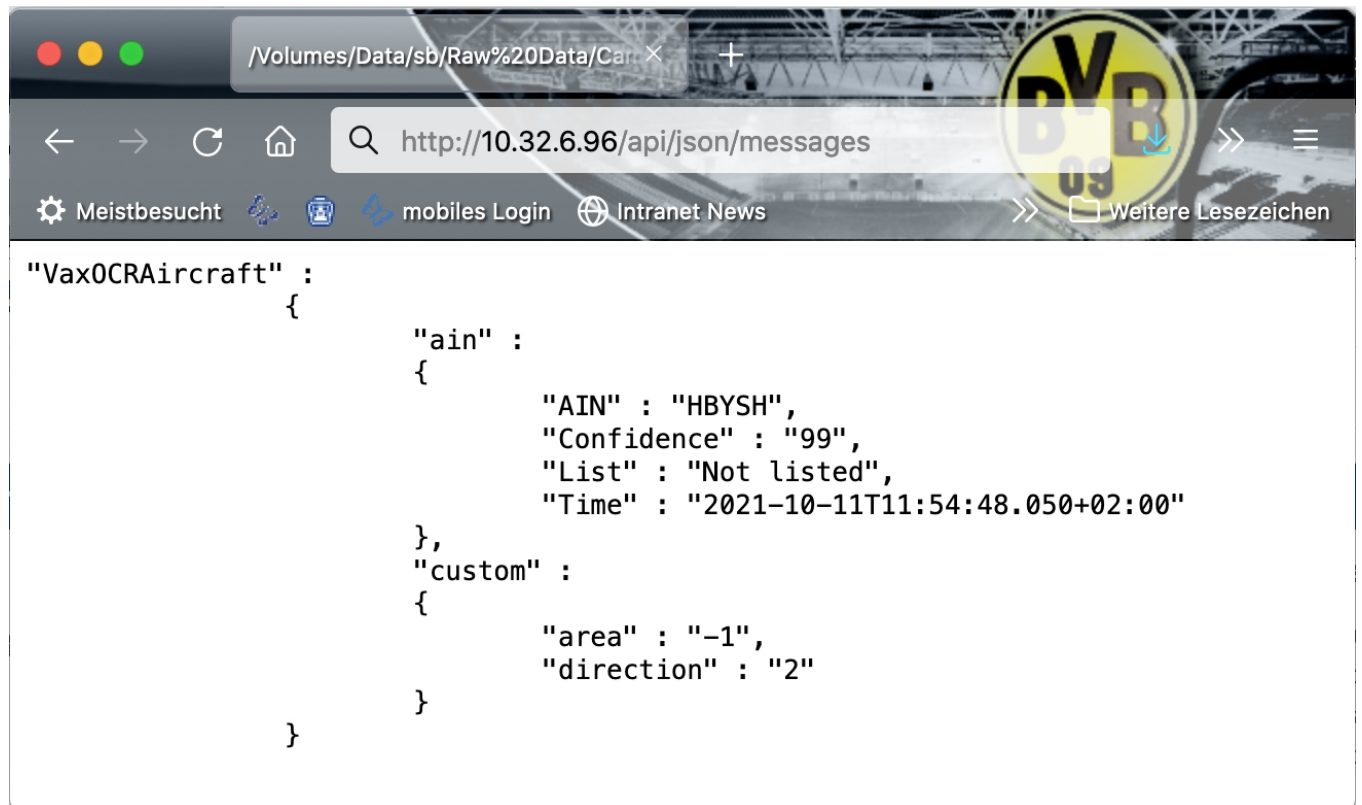 /Volumes/Data/sb/Raw%20Data/Car
BVB
09
http://10.32.6.96/api/json/messages
Meistbesucht mobiles Login Intranet News Weitere Lesezeichen
"VaxOCRAircraft" :
{
"ain" :
{
"AIN" : "HBYSH",
"Confidence" : "99",
"List" : "Not listed",
"Time" : "2021-10-11T11:54:48.050+02:00"
},
"custom" :
{
"area" : "-1",
"direction" : "2"
}
}